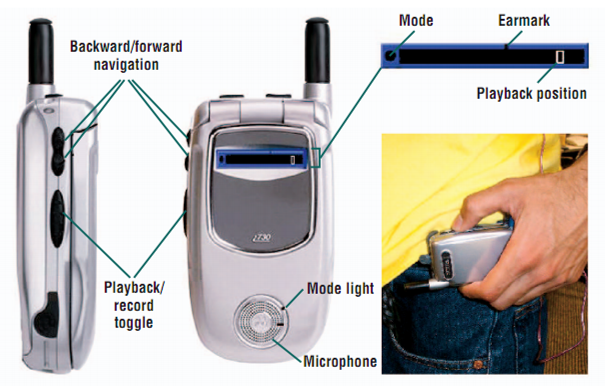 Mode
Earmark
Backward/forward
navigation
Playback position
i730
Playback/
record
toggle
Mode light
Microphone